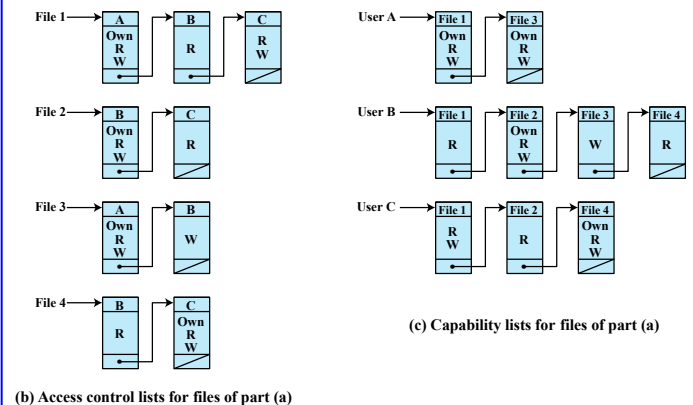 File 1
A
Own
R
W
B
R
C
R
W
File 2
B
Own
R
W
C
R
File 3
A
Own
R
W
B
W
File 4
B
R
C
Own
R
W
(b) Access control lists for files of part (a)
User A
File 1
Own
R
W
File 3
Own
R
W
User B
File 1
R
File 2
Own
R
W
File 3
W
File 4
R
User C
File 1
R
W
File 2
R
File 4
Own
R
W
(c) Capability lists for files of part (a)